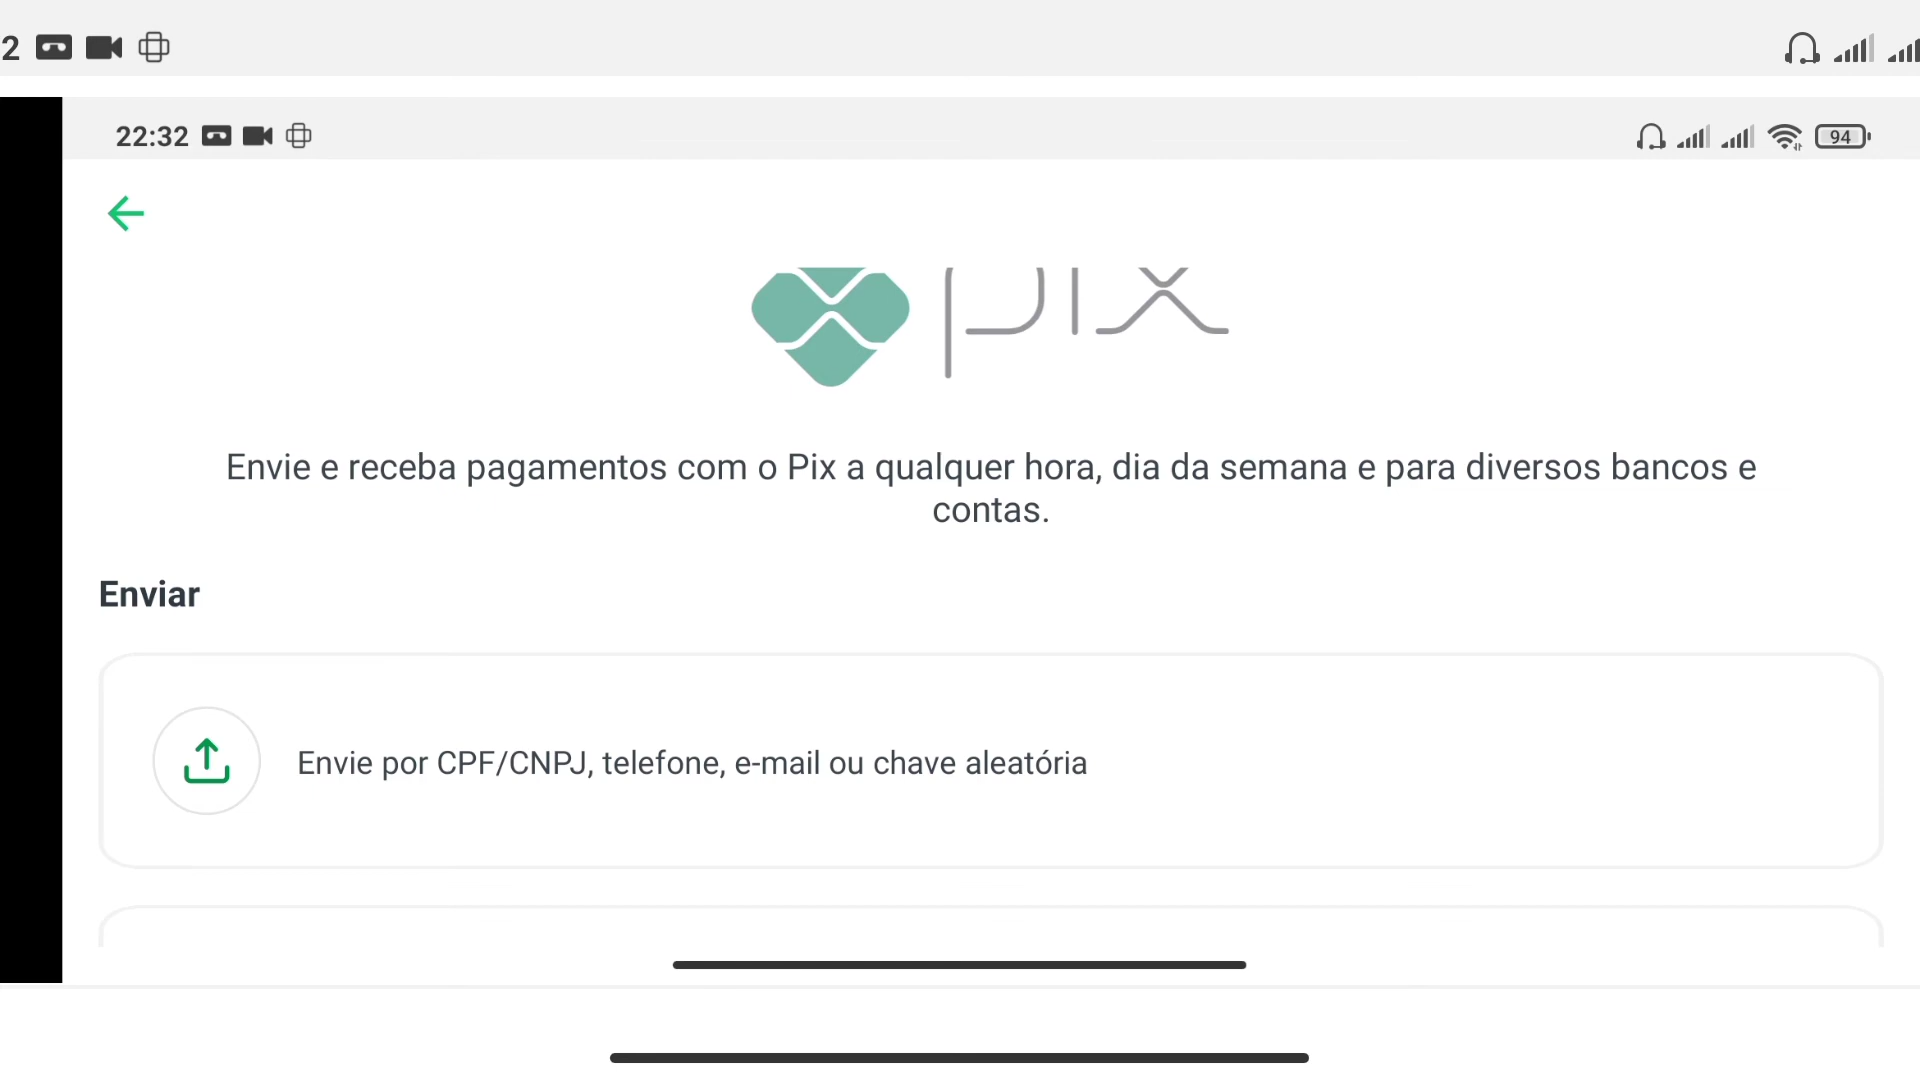 2
22:32
94
pix
Envie e receba pagamentos com o Pix a qualquer hora, dia da semana e para diversos bancos e
contas.
Enviar
Envie por CPF/CNPJ, telefone, e-mail ou chave aleatória